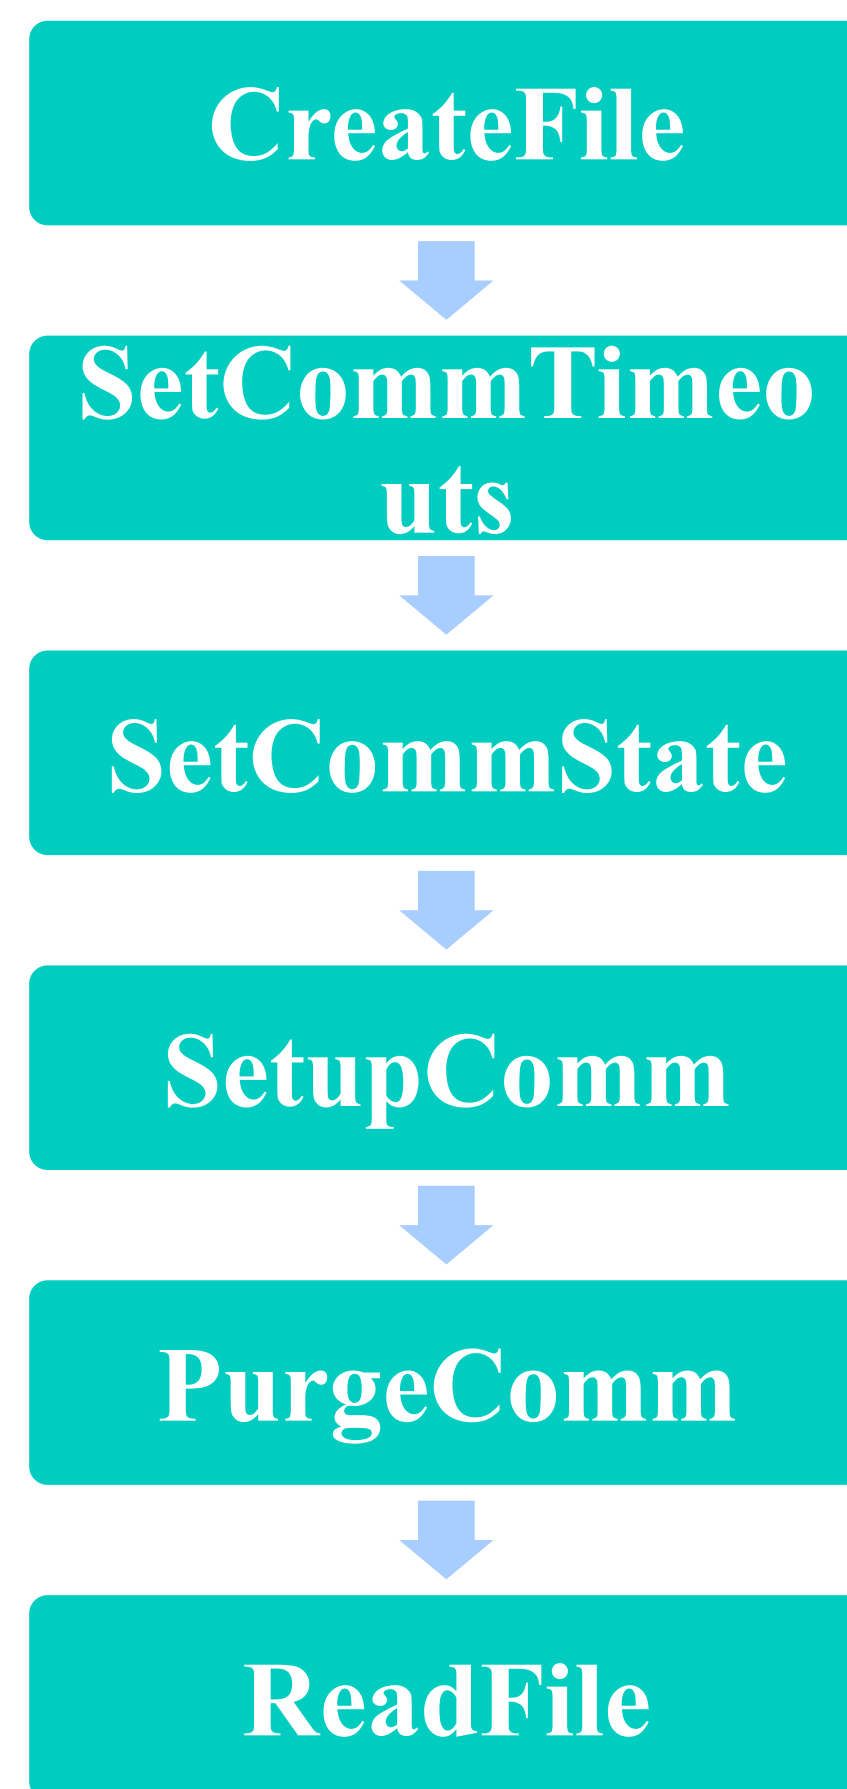 CreateFile
SetCommTimeo
uts
SetCommState
SetupComm
PurgeComm
ReadFile